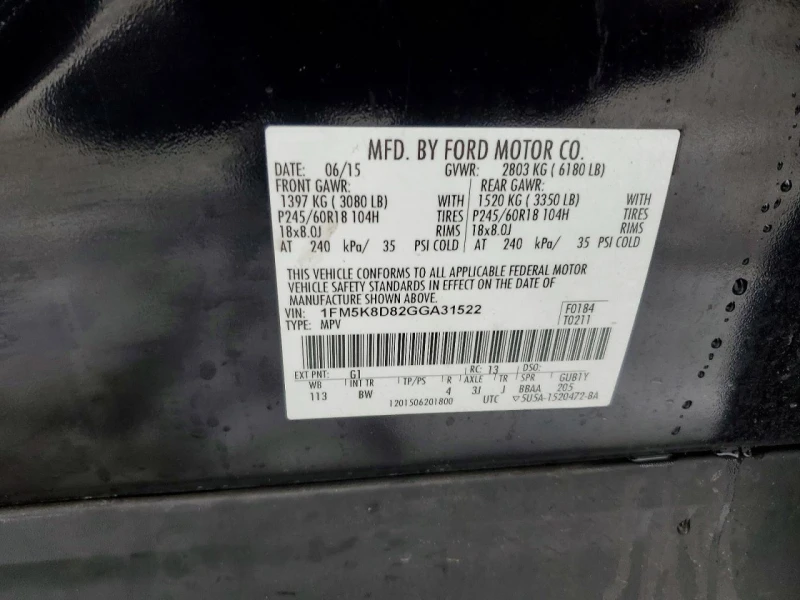 MFD. BY FORD MOTOR CO.
DATE: 06/15 GVWR: 2803 KG ( 6180 LB)
FRONT GAWR: REAR GAWR:
1397 KG ( 3080 LB) WITH 1520 KG ( 3350 LB) WITH
P245/60R18 104H TIRES P245/60R18 104H TIRES
18x8.0J RIMS 18x8.0J RIMS
AT 240 kPa/ 35 PSI COLD AT 240 kPa/ 35 PSI COLD
THIS VEHICLE CONFORMS TO ALL APPLICABLE FEDERAL MOTOR
VEHICLE SAFETY STANDARDS IN EFFECT ON THE DATE OF
MANUFACTURE SHOWN ABOVE.
VIN: 1FM5K8D82GGA31522 F0184
TYPE: MPV T0211
EXT PNT: G1 RC: 13 DSO:
WB INT TR TP/PS R AXLE TR SPR GUB1Y
113 BW 4 3J J BBAA 205
1201506201800 UTC ▽5U5A-1520472-BA